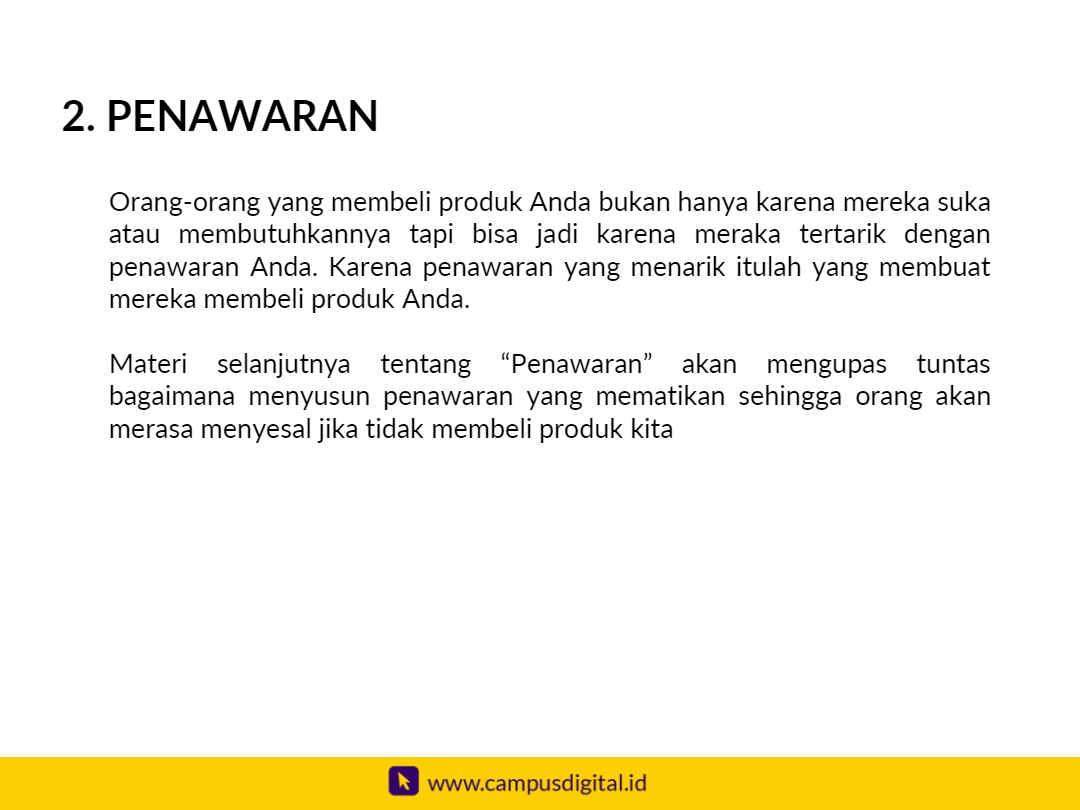 2. PENAWARAN
Orang-orang yang membeli produk Anda bukan hanya karena mereka suka
atau membutuhkannya tapi bisa jadi karena meraka tertarik dengan
penawaran Anda. Karena penawaran yang menarik itulah yang membuat
mereka membeli produk Anda.
Materi selanjutnya tentang “Penawaran” akan mengupas tuntas
bagaimana menyusun penawaran yang mematikan sehingga orang akan
merasa menyesal jika tidak membeli produk kita
www.campusdigital.id